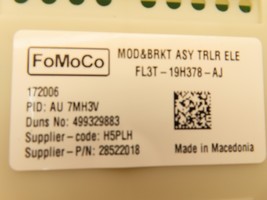 FoMoCo
MOD&BRKT ASY TRLR ELE
FL3T-19H378-AJ
172006
PID: AU 7MH3V
Duns No: 499329883
Supplier-code: H5PLH
Supplier-P/N: 28522018
Made in Macedonia